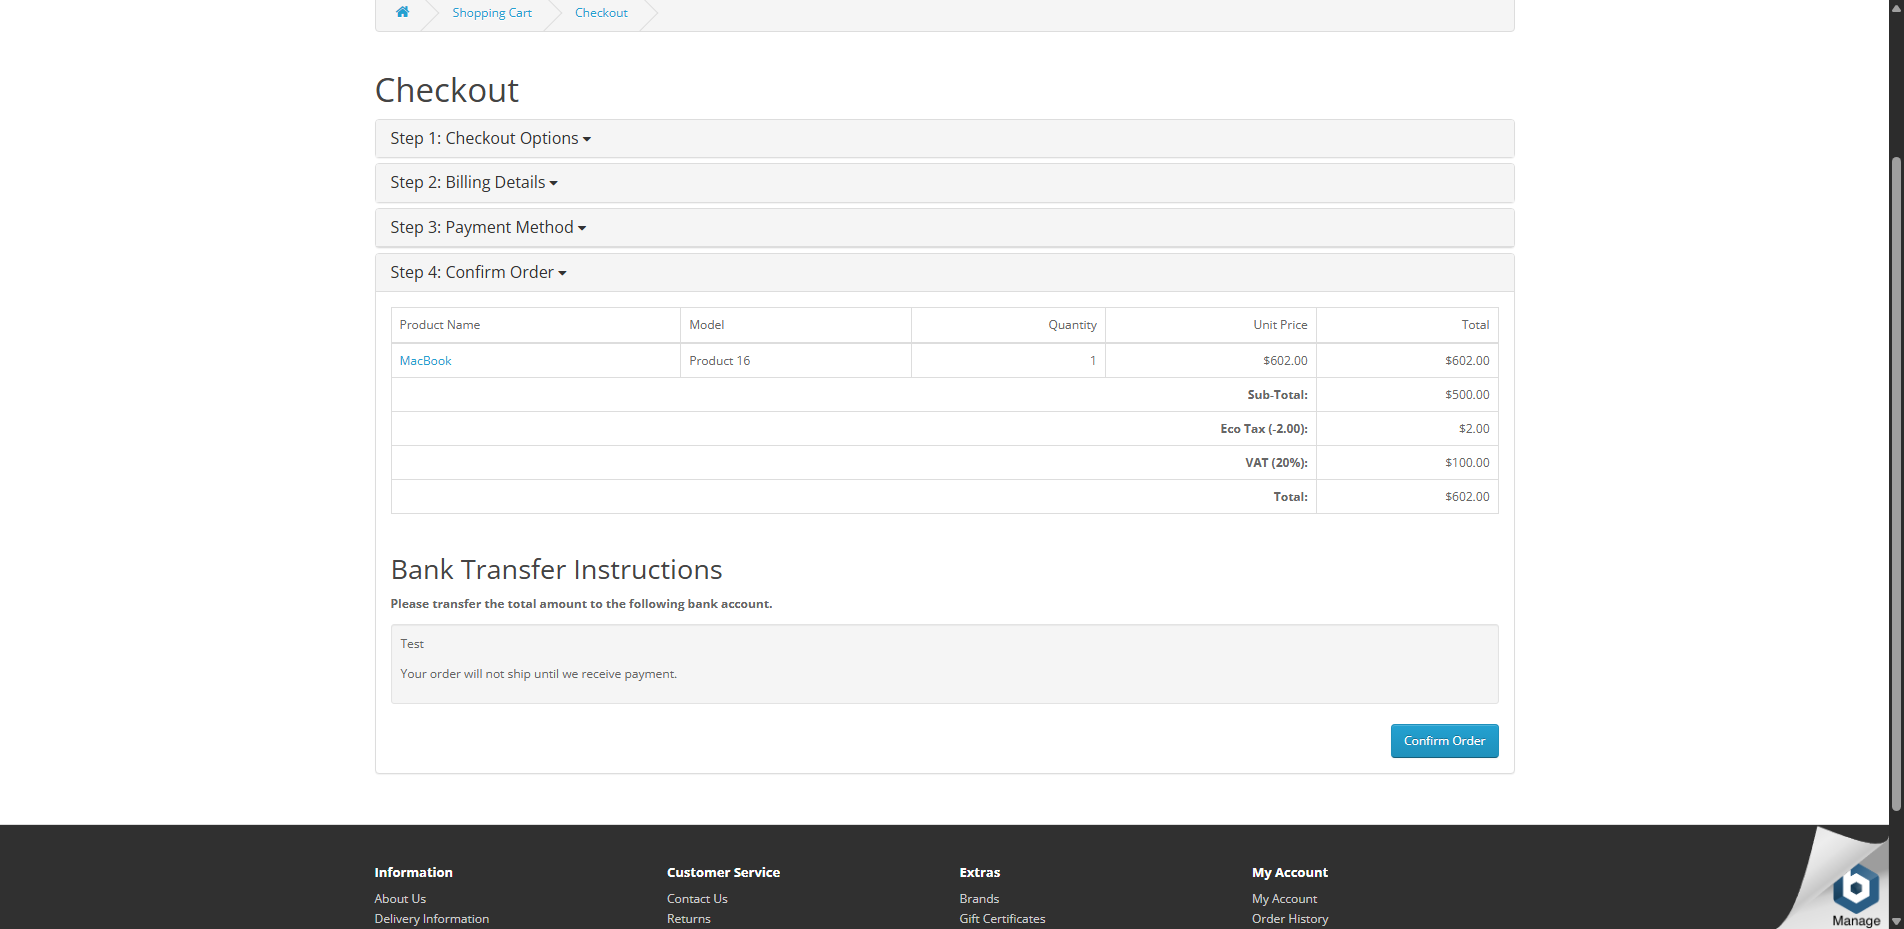 Shopping Cart Checkout
Checkout
Step 1: Checkout Options
Step 2: Billing Details
Step 3: Payment Method
Step 4: Confirm Order
Product Name Model Quantity Unit Price Total
MacBook Product 16 1 $602.00 $602.00
Sub-Total: $500.00
Eco Tax (-2.00): $2.00
VAT (20%): $100.00
Total: $602.00
Bank Transfer Instructions
Please transfer the total amount to the following bank account.
Test
Your order will not ship until we receive payment.
Confirm Order
Information Customer Service Extras My Account
About Us Contact Us Brands My Account
Delivery Information Returns Gift Certificates Order History
b
Manage